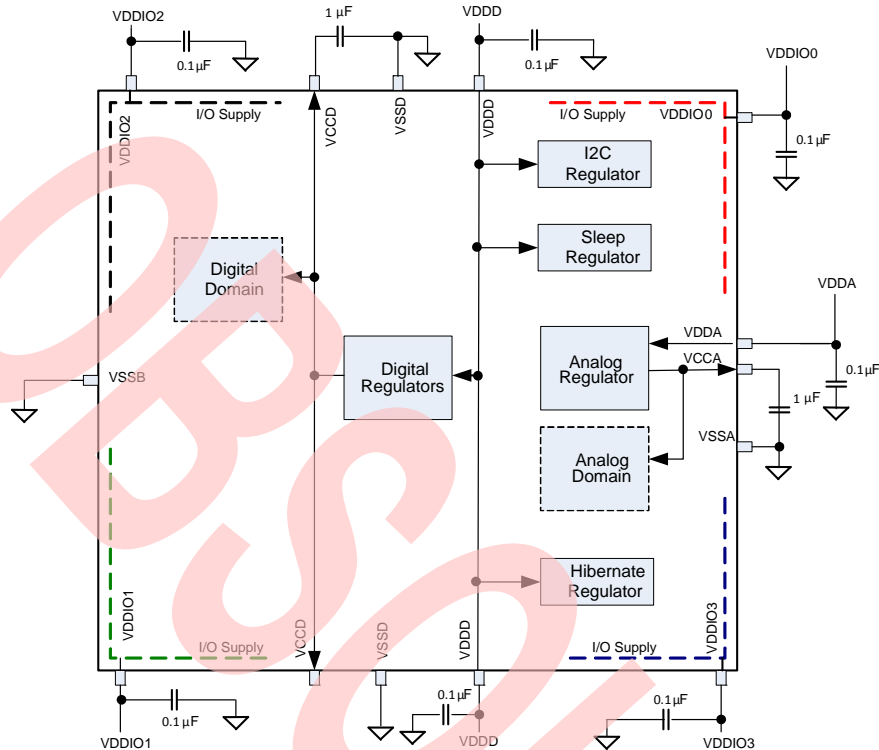 VDDIO2
1 µF
VDDD
0.1µF
0.1µF
VDDIO0
0.1µF
I/O Supply
I/O Supply
VDDIO0
VDDIO2
VCCD
VSSD
VDDD
I2C
Regulator
Sleep
Regulator
Digital
Domain
VDDA
VDDA
Analog
Regulator
VCCA
0.1µF
1 µF
Digital
Regulators
VSSB
VSSA
Analog
Domain
Hibernate
Regulator
VDDIO1
I/O Supply
VCCD
VSSD
VDDD
I/O Supply
VDDIO3
0.1µF
0.1µF
0.1µF
VDDIO1
VDDD
VDDIO3
OBSOL